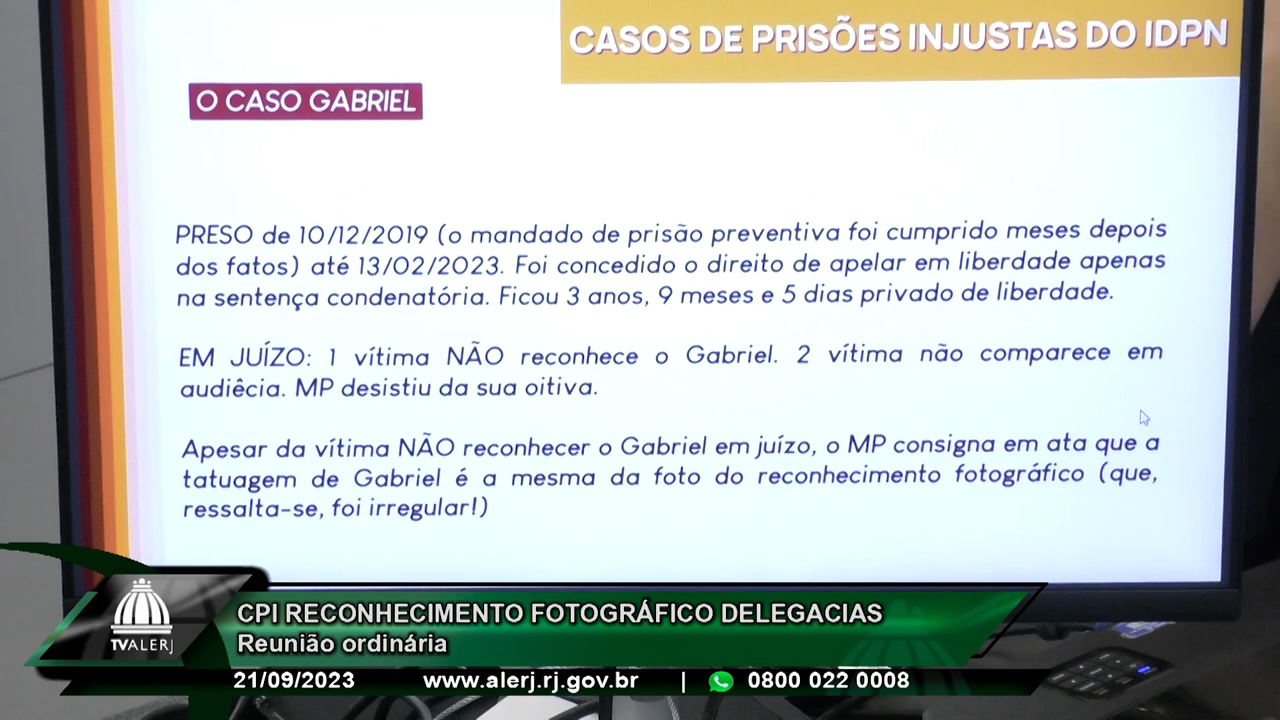 CASOS DE PRISÕES INJUSTAS DO IDPN
O CASO GABRIEL
PRESO de 10/12/2019 (o mandado de prisão preventiva foi cumprido meses depois
dos fatos) até 13/02/2023. Foi concedido o direito de apelar em liberdade apenas
na sentença condenatória. Ficou 3 anos, 9 meses e 5 dias privado de liberdade.
EM JUÍZO: 1 vítima NÃO reconhece o Gabriel. 2 vítima não comparece em
audiêcia. MP desistiu da sua oitiva.
Apesar da vítima NÃO reconhecer o Gabriel em juízo, o MP consigna em ata que a
tatuagem de Gabriel é a mesma da foto do reconhecimento fotográfico (que,
ressalta-se, foi irregular!)
CPI RECONHECIMENTO FOTOGRÁFICO DELEGACIAS
Reunião ordinária
TVALERJ
21/09/2023 www.alerj.rj.gov.br | 0800 022 0008